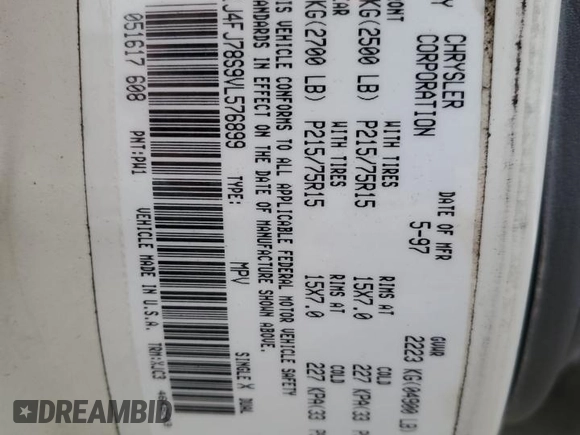 CHRYSLER
CORPORATION
DATE OF MFR
5-97
GVWR
2223 KG(04900 LB)
WITH TIRES
P215/75R15
RIMS AT
15X7.0
COLD
227 KPA(33
KG(2500 LB)
WITH TIRES
P215/75R15
RIMS AT
15X7.0
COLD
227 KPA(33
KG(2700 LB)
IS VEHICLE CONFORMS TO ALL APPLICABLE FEDERAL MOTOR VEHICLE SAFETY
ANDARDS IN EFFECT ON THE DATE OF MANUFACTURE SHOWN ABOVE.
J4FJ78S9VL576899
TYPE:
MPV
SINGLE X DUAL
051617 608
PNT:PW1
VEHICLE MADE IN U.S.A.
TRM:XJC3
DREAMBID